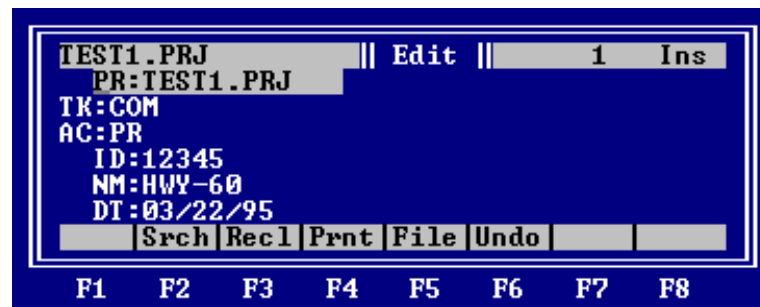 TEST1.PRJ || Edit || 1 Ins
PR:TEST1.PRJ
TK:COM
AC:PR
ID:12345
NM:HWY-60
DT:03/22/95
|Srch|Recl|Prnt|File|Undo| |
F1 F2 F3 F4 F5 F6 F7 F8